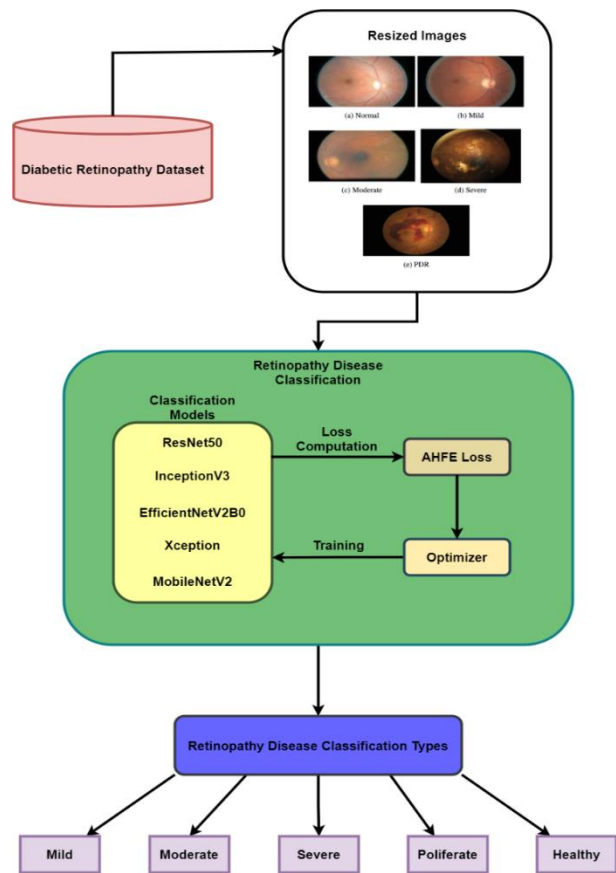 Resized Images
(a) Normal
(b) Mild
Diabetic Retinopathy Dataset
(c) Moderate
(d) Severe
(e) PDR
Retinopathy Disease
Classification
Classification
Models
ResNet50
InceptionV3
EfficientNetV2B0
Xception
MobileNetV2
Loss
Computation
AHFE Loss
Training
Optimizer
Retinopathy Disease Classification Types
Mild
Moderate
Severe
Poliferate
Healthy